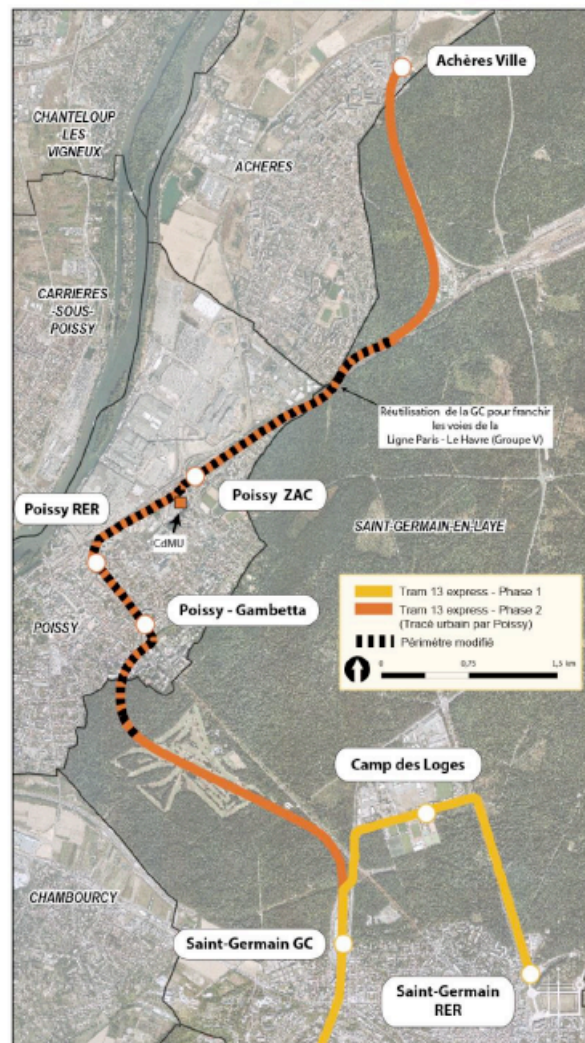 Achères Ville
CHANTELOUP
LES
VIGNEUX
ACHERES
CARRIERES
-SOUS-
POISSY
Réutilisation de la GC pour franchir
les voies de la
Ligne Paris - Le Havre (Groupe V)
Poissy ZAC
Poissy RER
CdMU
SAINT-GERMAIN-EN-LAYE
Tram 13 express - Phase 1
Tram 13 express - Phase 2
(Tracé urbain par Poissy)
Périmètre modifié
0 0,75 1,5 km
Poissy - Gambetta
POISSY
Camp des Loges
CHAMBOURCY
Saint-Germain GC
Saint-Germain
RER